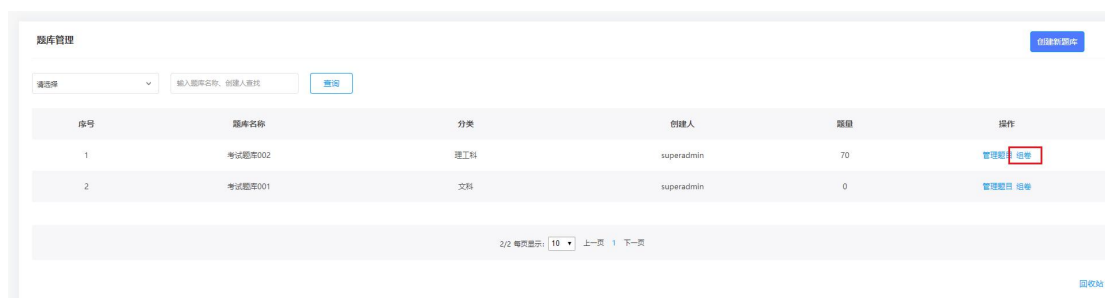 题库管理 创建新题库
请选择 输入题库名称、创建人查找 查询
序号 题库名称 分类 创建人 题量 操作
1 考试题库002 理工科 superadmin 70 管理题目 组卷
2 考试题库001 文科 superadmin 0 管理题目 组卷
2/2 每页显示: 10 上一页 1 下一页
回收站